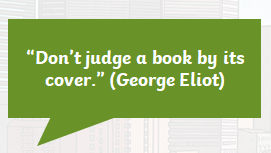 “Don’t judge a book by its
cover.” (George Eliot)